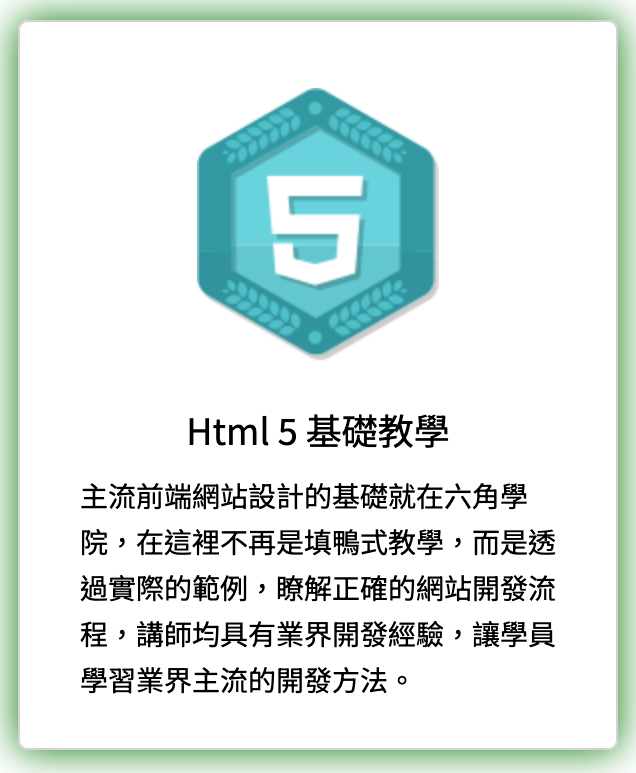 5
Html 5 基礎教學
主流前端網站設計的基礎就在六角學
院，在這裡不再是填鴨式教學，而是透
過實際的範例，瞭解正確的網站開發流
程，講師均具有業界開發經驗，讓學員
學習業界主流的開發方法。